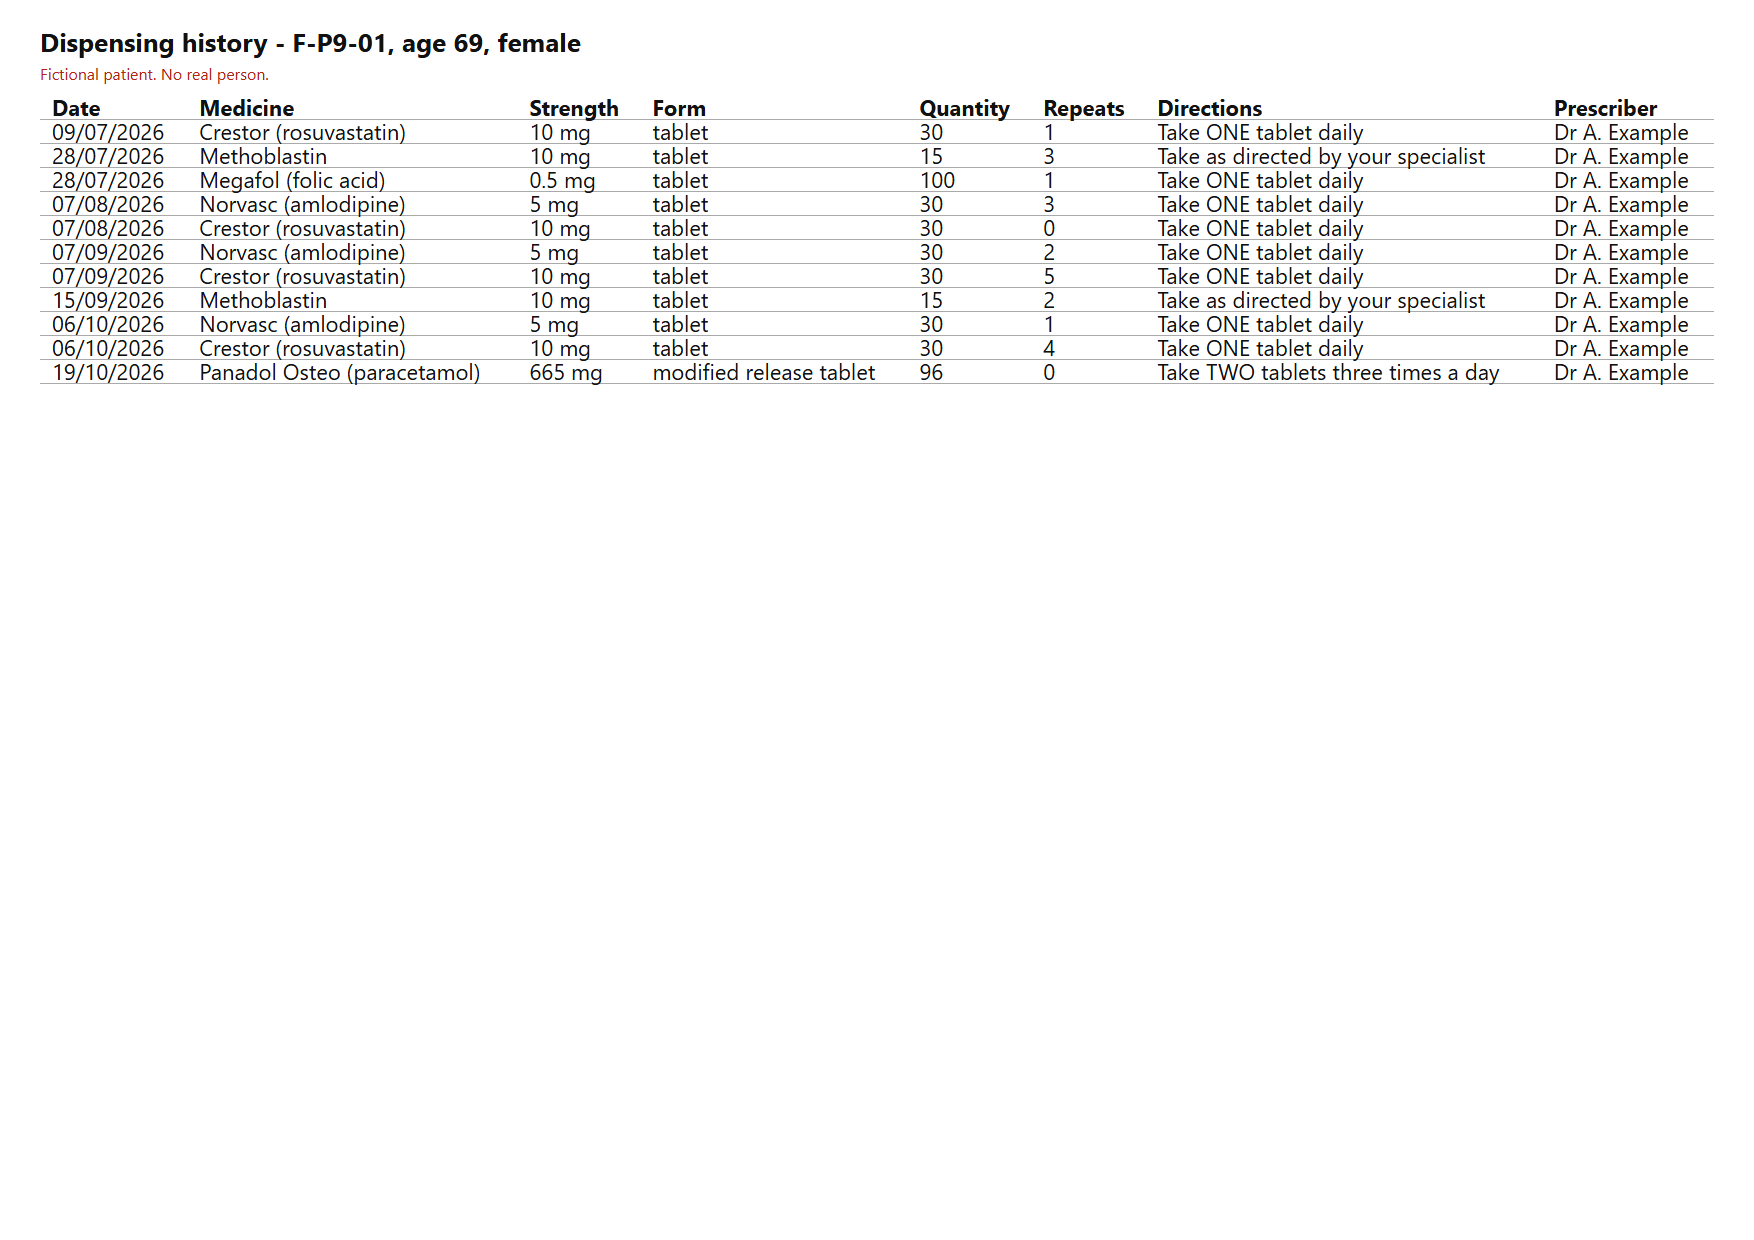 Dispensing history - F-P9-01, age 69, female
Fictional patient. No real person.
Date Medicine Strength Form Quantity Repeats Directions Prescriber
09/07/2026 Crestor (rosuvastatin) 10 mg tablet 30 1 Take ONE tablet daily Dr A. Example
28/07/2026 Methoblastin 10 mg tablet 15 3 Take as directed by your specialist Dr A. Example
28/07/2026 Megafol (folic acid) 0.5 mg tablet 100 1 Take ONE tablet daily Dr A. Example
07/08/2026 Norvasc (amlodipine) 5 mg tablet 30 3 Take ONE tablet daily Dr A. Example
07/08/2026 Crestor (rosuvastatin) 10 mg tablet 30 0 Take ONE tablet daily Dr A. Example
07/09/2026 Norvasc (amlodipine) 5 mg tablet 30 2 Take ONE tablet daily Dr A. Example
07/09/2026 Crestor (rosuvastatin) 10 mg tablet 30 5 Take ONE tablet daily Dr A. Example
15/09/2026 Methoblastin 10 mg tablet 15 2 Take as directed by your specialist Dr A. Example
06/10/2026 Norvasc (amlodipine) 5 mg tablet 30 1 Take ONE tablet daily Dr A. Example
06/10/2026 Crestor (rosuvastatin) 10 mg tablet 30 4 Take ONE tablet daily Dr A. Example
19/10/2026 Panadol Osteo (paracetamol) 665 mg modified release tablet 96 0 Take TWO tablets three times a day Dr A. Example